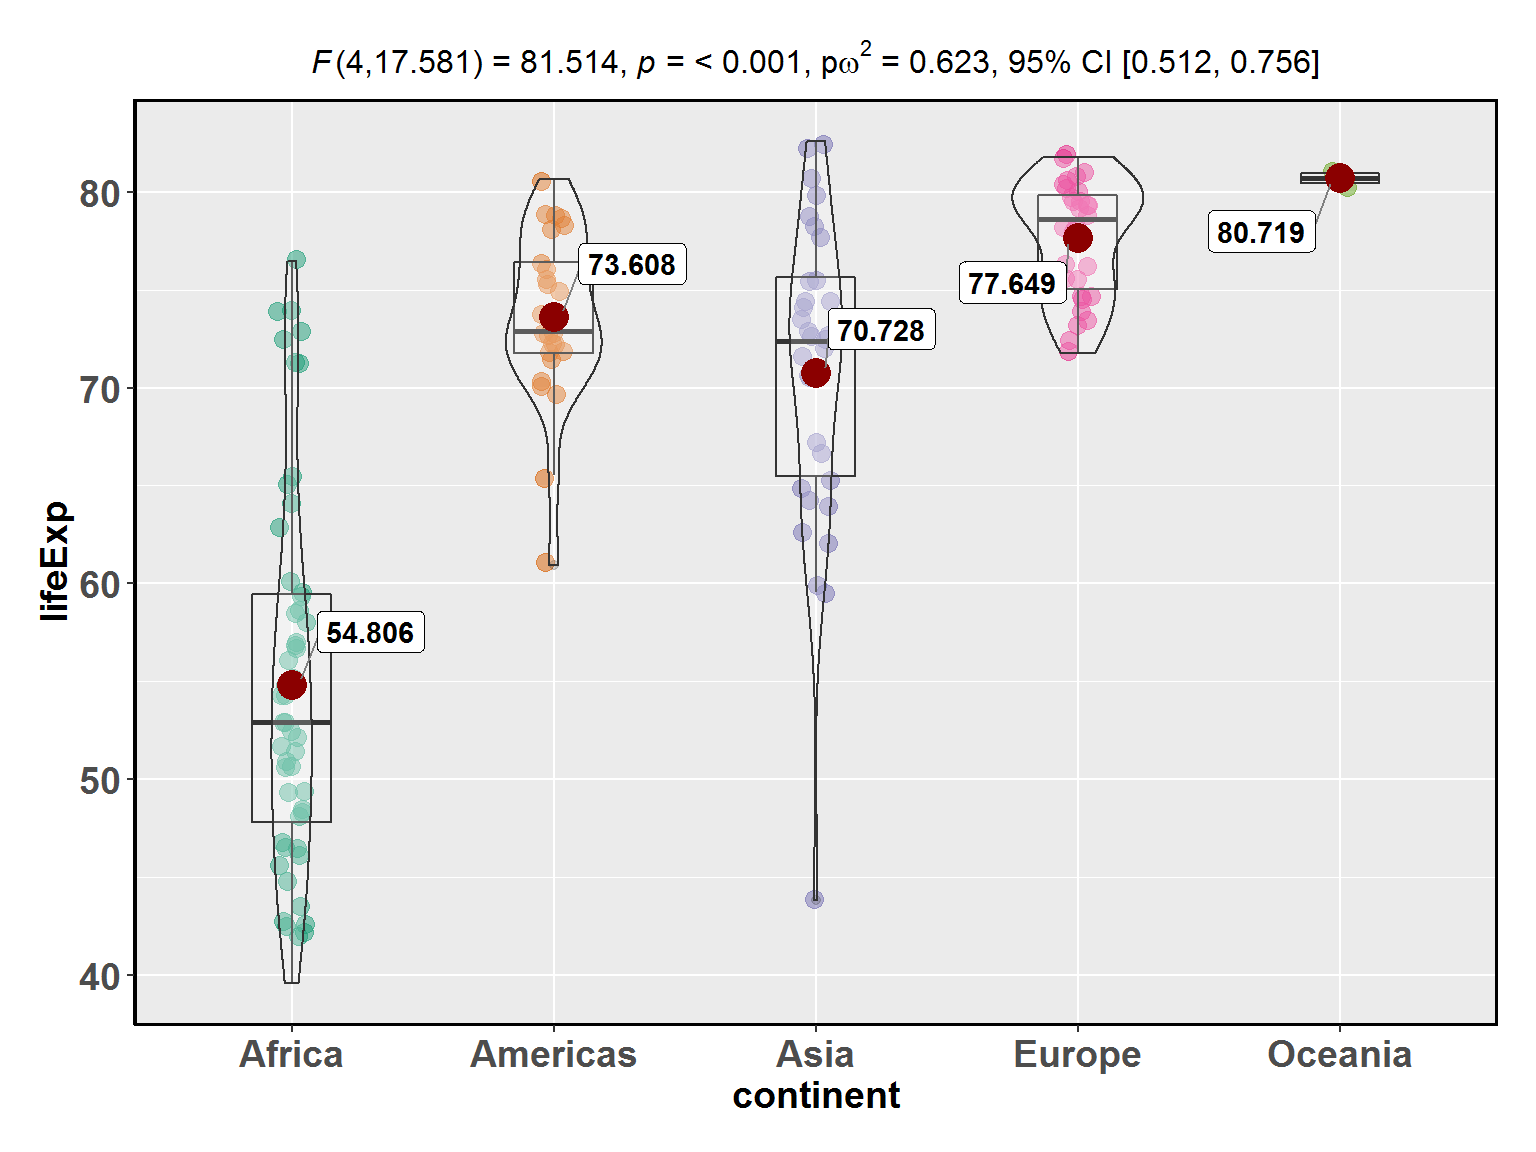 F(4,17.581) = 81.514, p = < 0.001, pω² = 0.623, 95% CI [0.512, 0.756]
80
80.719
73.608
77.649
70.728
70
lifeExp
60
54.806
50
40
Africa Americas Asia Europe Oceania
continent